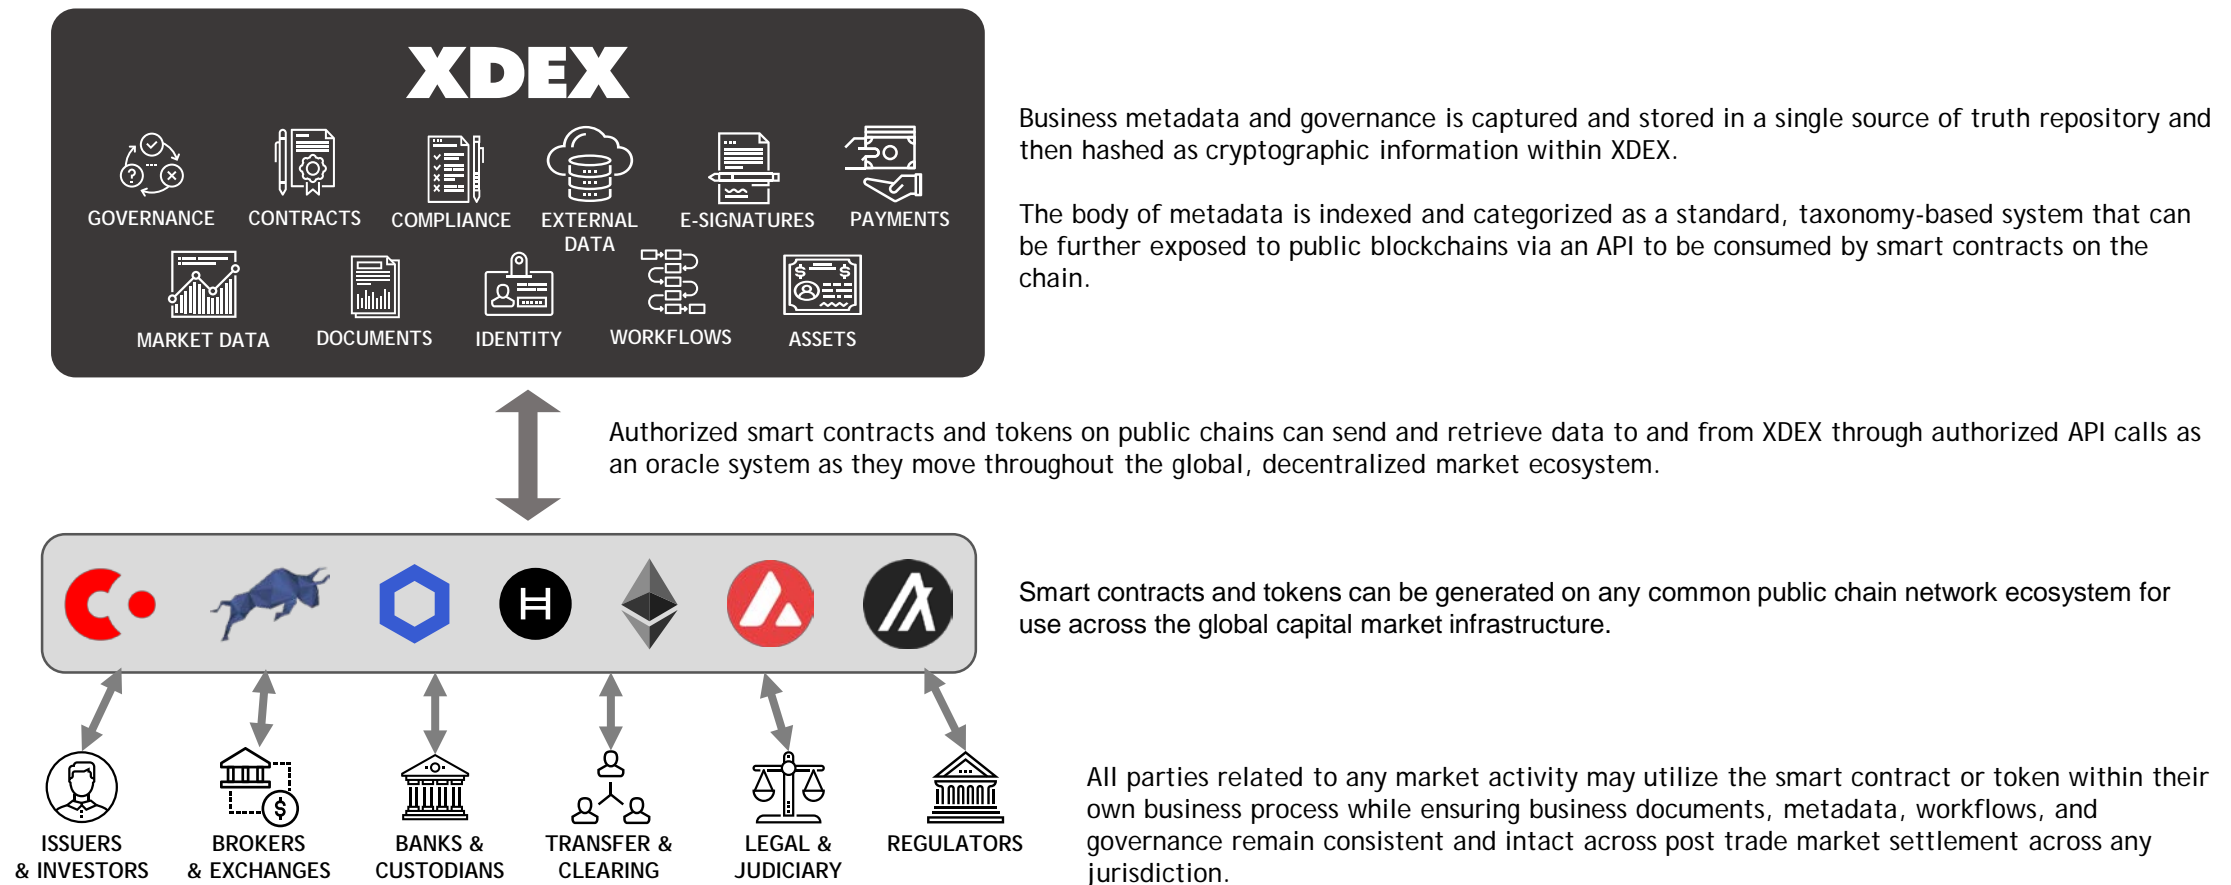 XDEX
GOVERNANCE
CONTRACTS
COMPLIANCE
EXTERNAL
DATA
E-SIGNATURES
PAYMENTS
MARKET DATA
DOCUMENTS
IDENTITY
WORKFLOWS
ASSETS
Business metadata and governance is captured and stored in a single source of truth repository and
then hashed as cryptographic information within XDEX.
The body of metadata is indexed and categorized as a standard, taxonomy-based system that can
be further exposed to public blockchains via an API to be consumed by smart contracts on the
chain.
Authorized smart contracts and tokens on public chains can send and retrieve data to and from XDEX through authorized API calls as
an oracle system as they move throughout the global, decentralized market ecosystem.
Smart contracts and tokens can be generated on any common public chain network ecosystem for
use across the global capital market infrastructure.
ISSUERS
& INVESTORS
BROKERS
& EXCHANGES
BANKS &
CUSTODIANS
TRANSFER &
CLEARING
LEGAL &
JUDICIARY
REGULATORS
All parties related to any market activity may utilize the smart contract or token within their
own business process while ensuring business documents, metadata, workflows, and
governance remain consistent and intact across post trade market settlement across any
jurisdiction.